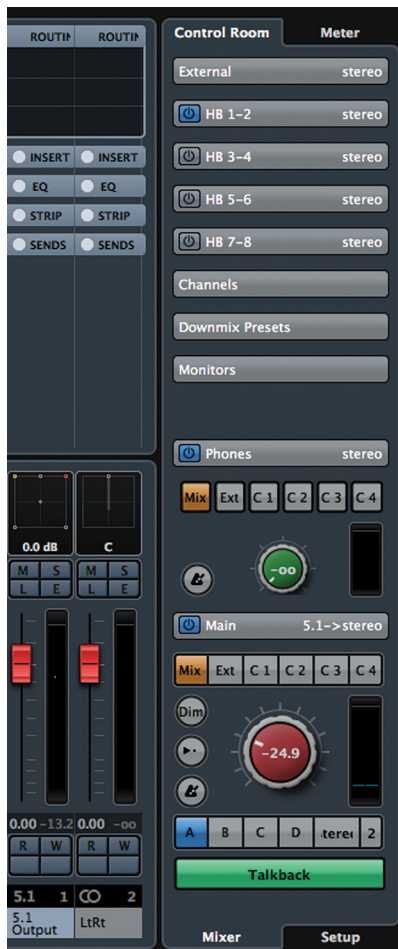 ROUTIN ROUTIN
INSERT INSERT
EQ EQ
STRIP STRIP
SENDS SENDS
0.0 dB C
M S M S
L E L E
0.00 -13.2 0.00 -oo
R W R W
5.1 1 2
5.1 Output LtRt
Control Room Meter
External stereo
HB 1-2 stereo
HB 3-4 stereo
HB 5-6 stereo
HB 7-8 stereo
Channels
Downmix Presets
Monitors
Phones stereo
Mix Ext C 1 C 2 C 3 C 4
-oo
Main 5.1->stereo
Mix Ext C 1 C 2 C 3 C 4
Dim
-24.9
A B C D tere 2
Talkback
Mixer Setup